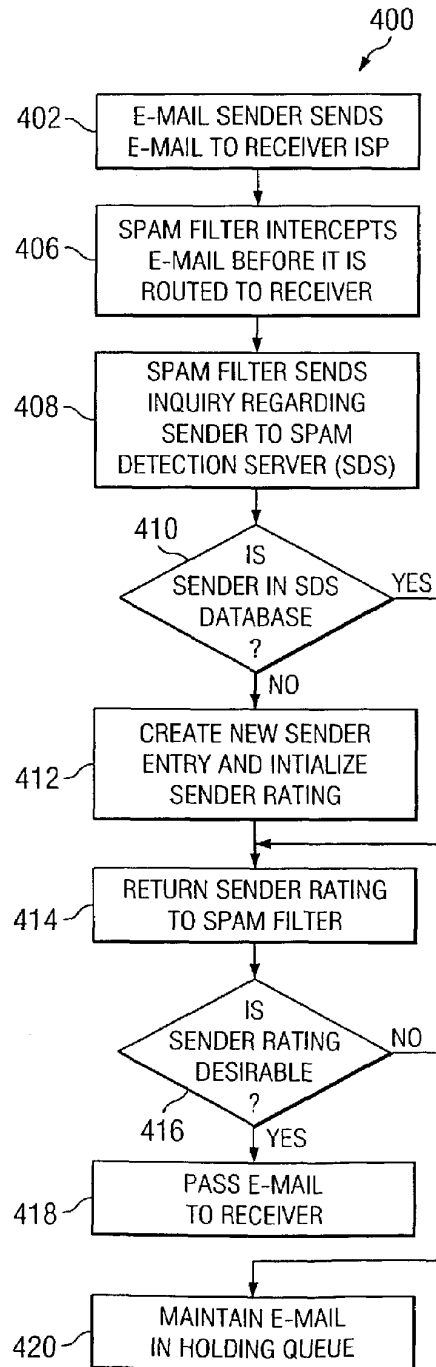 400
402
E-MAIL SENDER SENDS
E-MAIL TO RECEIVER ISP
406
SPAM FILTER INTERCEPTS
E-MAIL BEFORE IT IS
ROUTED TO RECEIVER
408
SPAM FILTER SENDS
INQUIRY REGARDING
SENDER TO SPAM
DETECTION SERVER (SDS)
410
IS
SENDER IN SDS
DATABASE
?
YES
NO
412
CREATE NEW SENDER
ENTRY AND INTIALIZE
SENDER RATING
414
RETURN SENDER RATING
TO SPAM FILTER
IS
SENDER RATING
DESIRABLE
?
NO
416
YES
418
PASS E-MAIL
TO RECEIVER
420
MAINTAIN E-MAIL
IN HOLDING QUEUE